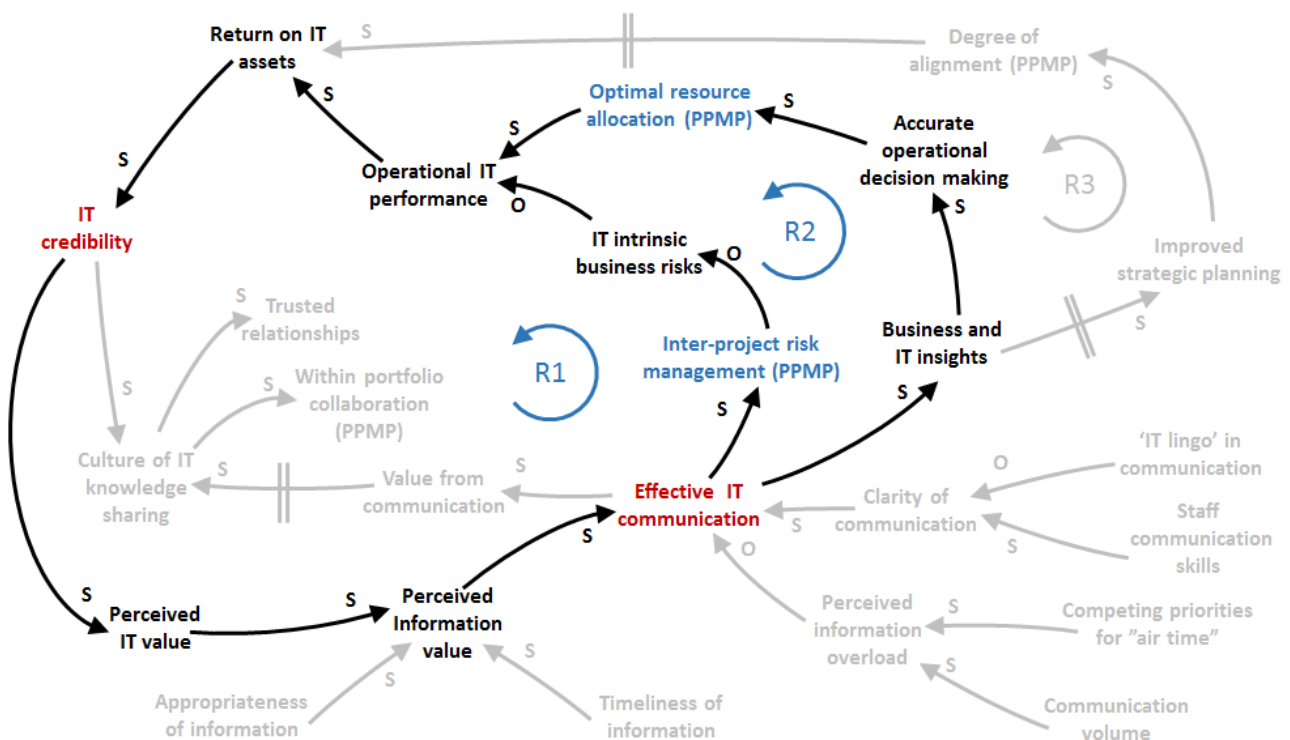 Return on IT
assets
S
Degree of
alignment (PPMP)
S
S
Optimal resource
allocation (PPMP)
S
S
Accurate
operational
decision making
R3
Operational IT
performance
S
O
S
IT
credibility
R2
IT intrinsic
business risks
O
Improved
strategic planning
S
S
Trusted
relationships
Business and
IT insights
S
R1
Inter-project risk
management (PPMP)
S
Within portfolio
collaboration
(PPMP)
S
S
S
Culture of IT
knowledge
sharing
S
Value from
communication
S
Effective IT
communication
S
Clarity of
communication
O
'IT lingo' in
communication
S
Staff
communication
skills
S
O
S
Perceived
IT value
S
Perceived
Information
value
Perceived
information
overload
S
Competing priorities
for ”air time”
S
S
S
Appropriateness
of information
Timeliness of
information
Communication
volume